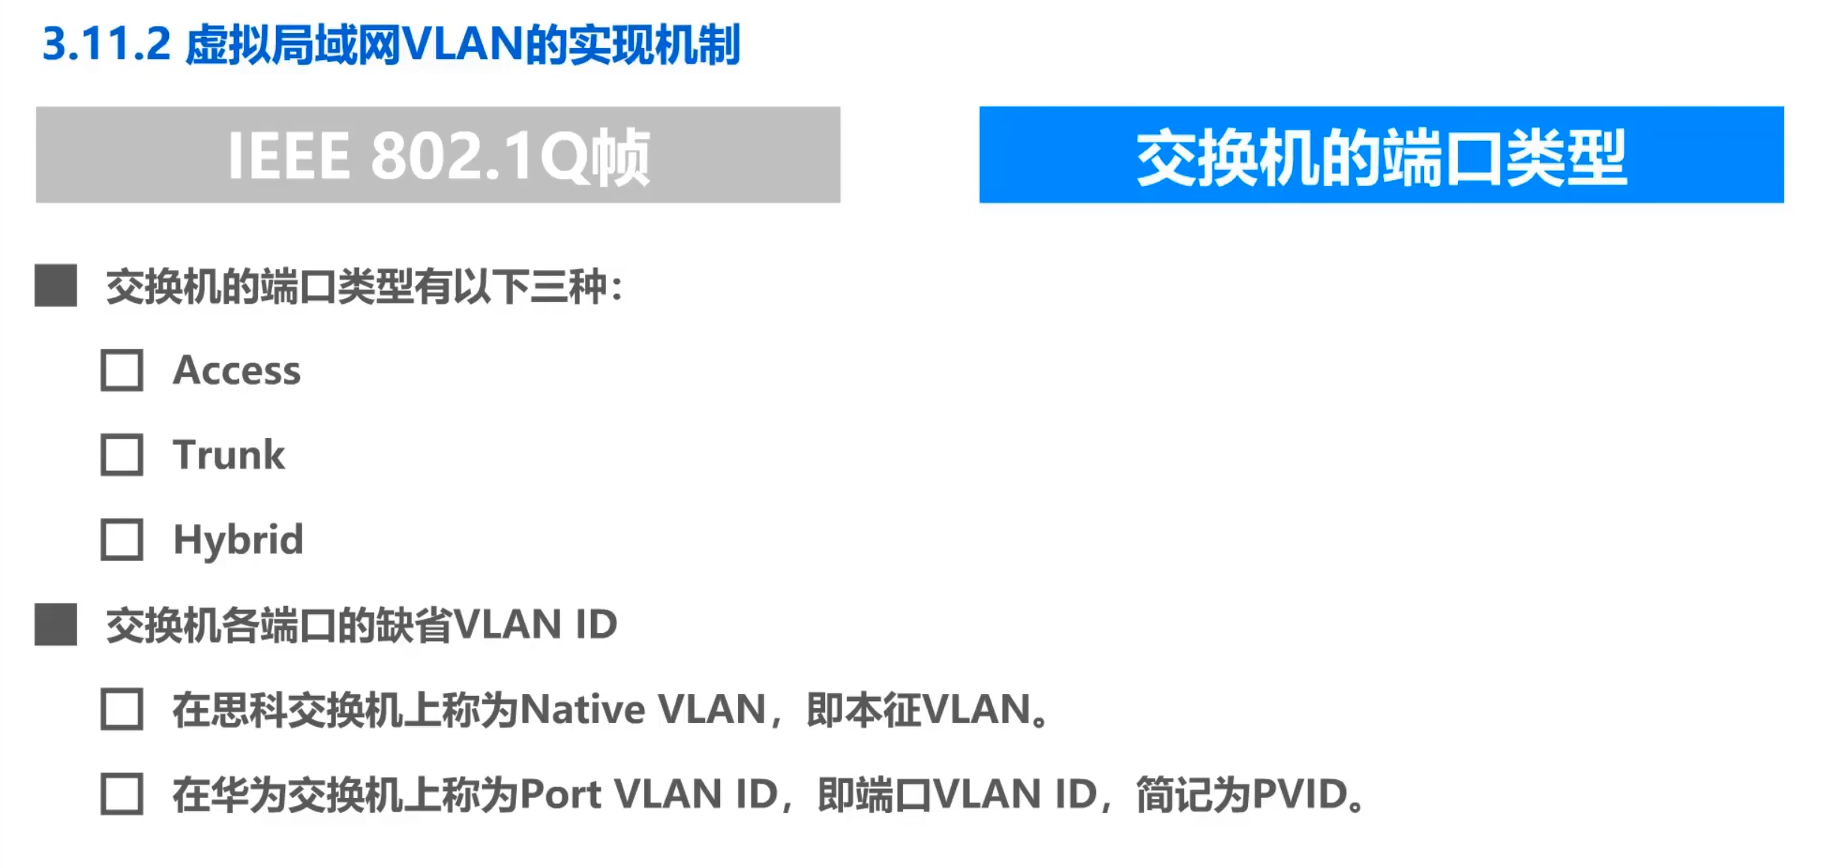 3.11.2 虚拟局域网VLAN的实现机制
IEEE 802.1Q帧
交换机的端口类型
交换机的端口类型有以下三种：
Access
Trunk
Hybrid
交换机各端口的缺省VLAN ID
在思科交换机上称为Native VLAN，即本征VLAN。
在华为交换机上称为Port VLAN ID，即端口VLAN ID，简记为PVID。